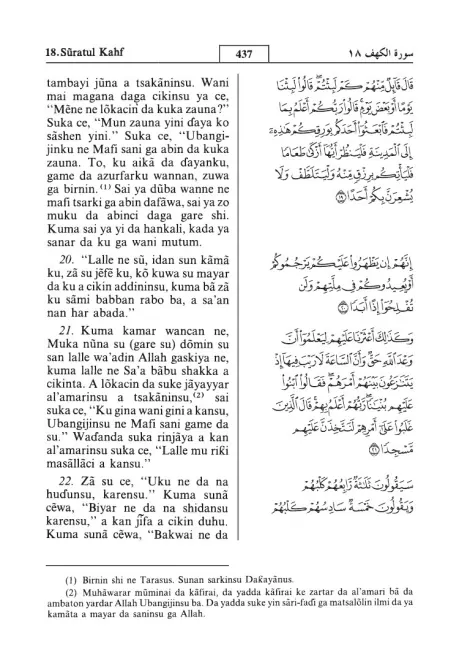 18. Sūratul Kahf
437
سورة الكهف ١٨
tambayi jūna a tsakāninsu. Wani
mai magana daga cikinsu ya ce,
“Mēne ne lōkacin da kuka zauna?”
Suka ce, “Mun zauna yini ɗaya ko
sāshen yini.” Suka ce, “Ubangi-
jinku ne Mafi sani ga abin da kuka
zauna. To, ku aikā da ɗayanku,
game da azurfarku wannan, zuwa
ga birnin.⁽¹⁾ Sai ya dūba wanne ne
mafi tsarki ga abin dafāwa, sai ya zo
muku da abinci daga gare shi.
Kuma sai ya yi da hankali, kada ya
sanar da ku ga wani mutum.
20. “Lalle ne sū, idan sun kāmā
ku, zā su jēfē ku, kō kuwa su mayar
da ku a cikin addininsu, kuma bā zā
ku sāmi babban rabo ba, a sa'an
nan har abada.”
21. Kuma kamar wancan ne,
Muka nūna su (gare su) dōmin su
san lalle wa'adin Allah gaskiya ne,
kuma lalle ne Sa'a bābu shakka a
cikinta. A lōkacin da suke jāyayyar
al'amarinsu a tsakāninsu,⁽²⁾ sai
suka ce, “Ku gina wani gini a kansu,
Ubangijinsu ne Mafi sani game da
su.” Waɗanda suka rinjāya a kan
al'amarinsu suka ce, “Lalle mu riƙi
masāllāci a kansu.”
22. Zā su ce, “Uku ne da na
huɗunsu, karensu.” Kuma sunā
cēwa, “Biyar ne da na shidansu
karensu,” a kan jīfa a cikin duhu.
Kuma sunā cēwa, “Bakwai ne da
قَالَ قَآئِلٌ مِّنْهُمْ كَمْ لَبِثْتُمْ قَالُوا۟ لَبِثْنَا
يَوْمًا أَوْ بَعْضَ يَوْمٍ قَالُوا۟ رَبُّكُمْ أَعْلَمُ بِمَا
لَبِثْتُمْ فَٱبْعَثُوٓا۟ أَحَدَكُم بِوَرِقِكُمْ هَٰذِهِۦٓ
إِلَى ٱلْمَدِينَةِ فَلْيَنظُرْ أَيُّهَآ أَزْكَىٰ طَعَامًا
فَلْيَأْتِكُم بِرِزْقٍ مِّنْهُ وَلْيَتَلَطَّفْ وَلَا
يُشْعِرَنَّ بِكُمْ أَحَدًا ١٩
إِنَّهُمْ إِن يَظْهَرُوا۟ عَلَيْكُمْ يَرْجُمُوكُمْ
أَوْ يُعِيدُوكُمْ فِى مِلَّتِهِمْ وَلَن
تُفْلِحُوٓا۟ إِذًا أَبَدًا ٢٠
وَكَذَٰلِكَ أَعْثَرْنَا عَلَيْهِمْ لِيَعْلَمُوٓا۟ أَنَّ
وَعْدَ ٱللَّهِ حَقٌّ وَأَنَّ ٱلسَّاعَةَ لَا رَيْبَ فِيهَآ إِذْ
يَتَنَٰزَعُونَ بَيْنَهُمْ أَمْرَهُمْ فَقَالُوا۟ ٱبْنُوا۟
عَلَيْهِم بُنْيَٰنًا رَّبُّهُمْ أَعْلَمُ بِهِمْ قَالَ ٱلَّذِينَ
غَلَبُوا۟ عَلَىٰٓ أَمْرِهِمْ لَنَتَّخِذَنَّ عَلَيْهِم
مَّسْجِدًا ٢١
سَيَقُولُونَ ثَلَٰثَةٌ رَّابِعُهُمْ كَلْبُهُمْ
وَيَقُولُونَ خَمْسَةٌ سَادِسُهُمْ كَلْبُهُمْ
(1) Birnin shi ne Tarasus. Sunan sarkinsu Daƙayānus.
(2) Muhāwarar mūminai da kāfirai, da yadda kāfirai ke zartar da al'amari bā da
ambaton yardar Allah Ubangijinsu ba. Da yadda suke yin sāri-faɗi ga matsalōlin ilmi da ya
kamāta a mayar da saninsu ga Allah.